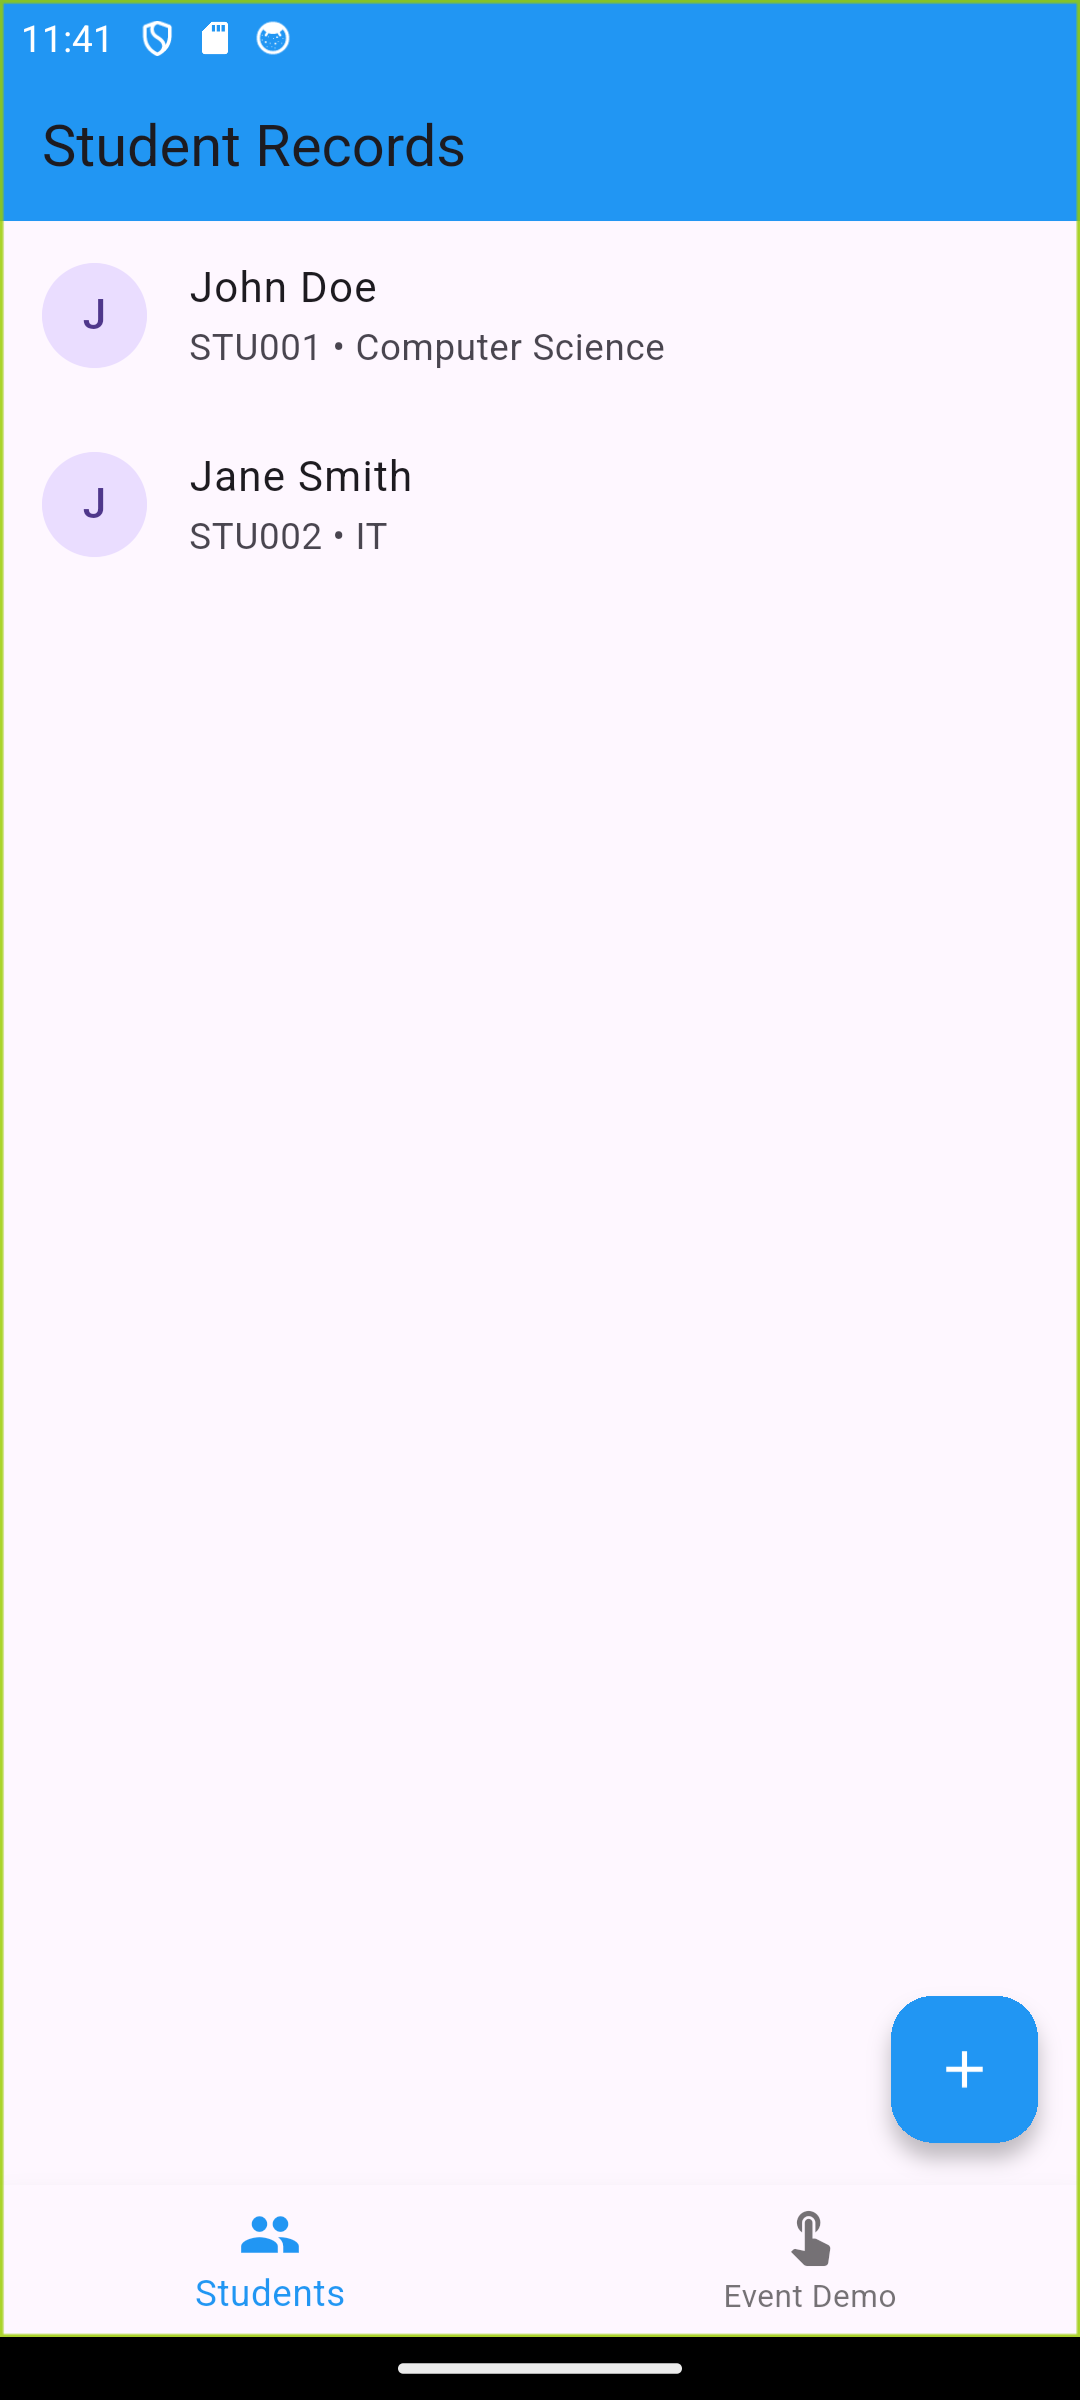 11:41
Student Records
J
John Doe
STU001 • Computer Science
J
Jane Smith
STU002 • IT
Students
Event Demo